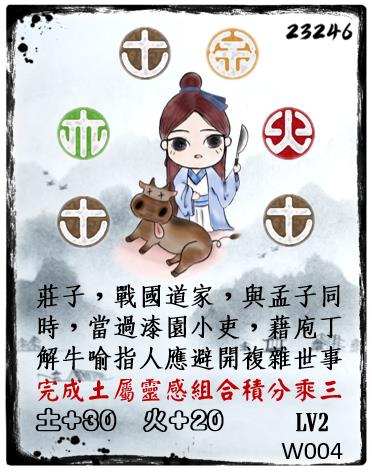 23246
土 金
木 火
土 土
莊子，戰國道家，與孟子同
時，當過漆園小吏，藉庖丁
解牛喻指人應避開複雜世事
完成土屬靈感組合積分乘三
土+30 火+20 LV2
W004